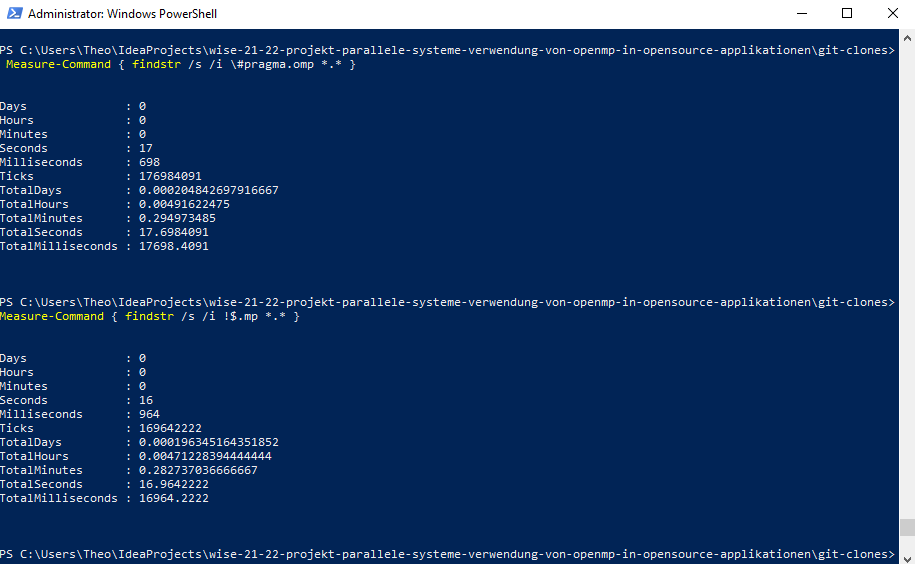 Administrator: Windows PowerShell
PS C:\Users\Theo\IdeaProjects\wise-21-22-projekt-parallele-systeme-verwendung-von-openmp-in-opensource-applikationen\git-clones>
Measure-Command { findstr /s /i \#pragma.omp *.* }
Days : 0
Hours : 0
Minutes : 0
Seconds : 17
Milliseconds : 698
Ticks : 176984091
TotalDays : 0.000204842697916667
TotalHours : 0.00491622475
TotalMinutes : 0.294973485
TotalSeconds : 17.6984091
TotalMilliseconds : 17698.4091
PS C:\Users\Theo\IdeaProjects\wise-21-22-projekt-parallele-systeme-verwendung-von-openmp-in-opensource-applikationen\git-clones>
Measure-Command { findstr /s /i !$.mp *.* }
Days : 0
Hours : 0
Minutes : 0
Seconds : 16
Milliseconds : 964
Ticks : 169642222
TotalDays : 0.000196345164351852
TotalHours : 0.00471228394444444
TotalMinutes : 0.282737036666667
TotalSeconds : 16.9642222
TotalMilliseconds : 16964.2222
PS C:\Users\Theo\IdeaProjects\wise-21-22-projekt-parallele-systeme-verwendung-von-openmp-in-opensource-applikationen\git-clones>